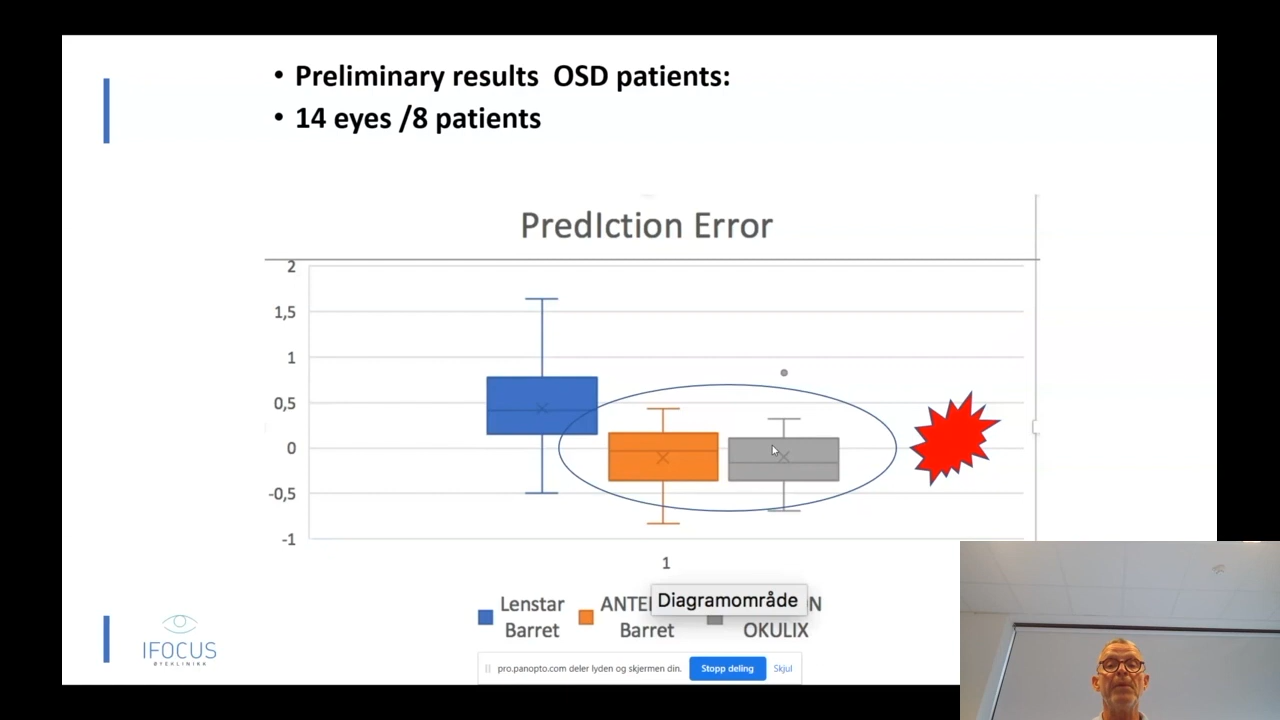 • Preliminary results  OSD patients:
• 14 eyes /8 patients
PredIction Error
2
1,5
1
0,5
0
-0,5
-1
1
Lenstar
Barret
Barret
OKULIX
Diagramområde
IFOCUS
ØYEKLINIKK
pro.panopto.com deler lyden og skjermen din.
Stopp deling
Skjul